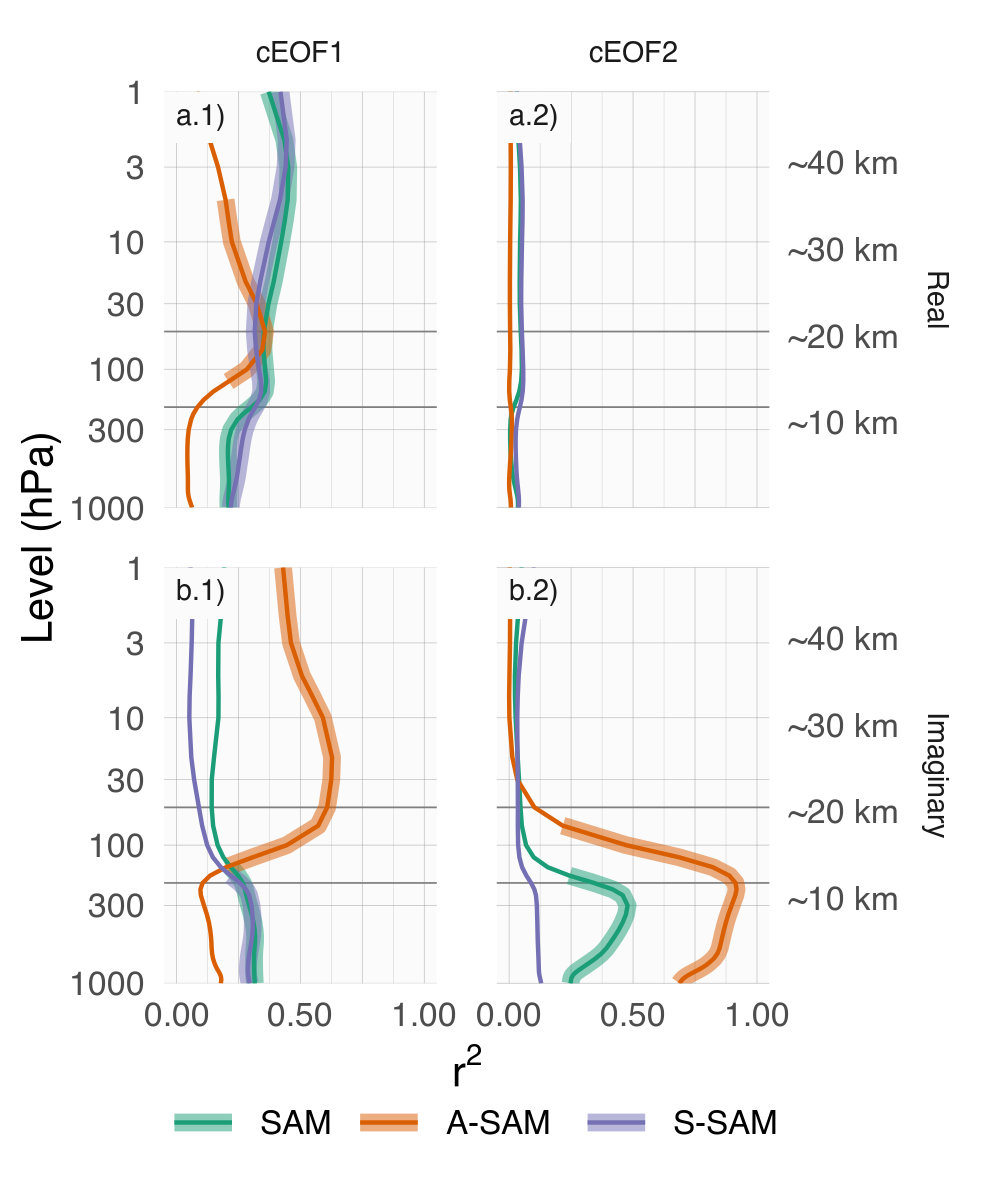 cEOF1 cEOF2
a.1) a.2)
1
3
10
30
100
300
1000
~40 km
~30 km
~20 km
~10 km
Real
Level (hPa)
b.1) b.2)
1
3
10
30
100
300
1000
~40 km
~30 km
~20 km
~10 km
Imaginary
0.00 0.50 1.00 0.00 0.50 1.00
r²
SAM A-SAM S-SAM